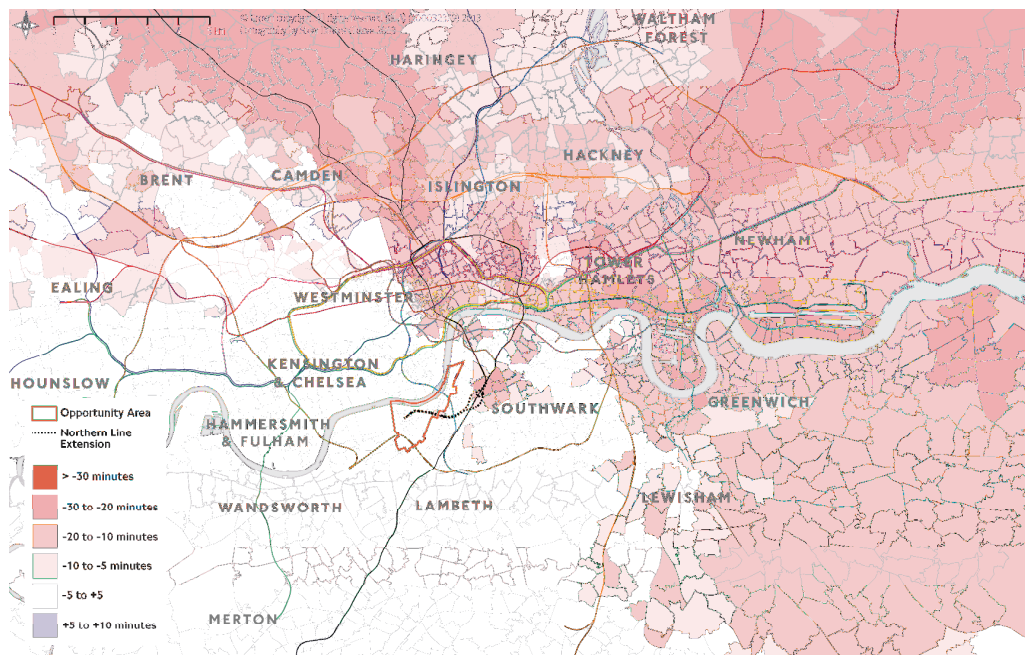 WALTHAM
FOREST
HARINGEY
HACKNEY
BRENT
CAMDEN
ISLINGTON
NEWHAM
TOWER
HAMLETS
EALING
WESTMINSTER
KENSINGTON
& CHELSEA
HOUNSLOW
SOUTHWARK
GREENWICH
HAMMERSMITH
& FULHAM
WANDSWORTH
LAMBETH
LEWISHAM
MERTON
Opportunity Area
Northern Line
Extension
> -30 minutes
-30 to -20 minutes
-20 to -10 minutes
-10 to -5 minutes
-5 to +5
+5 to +10 minutes